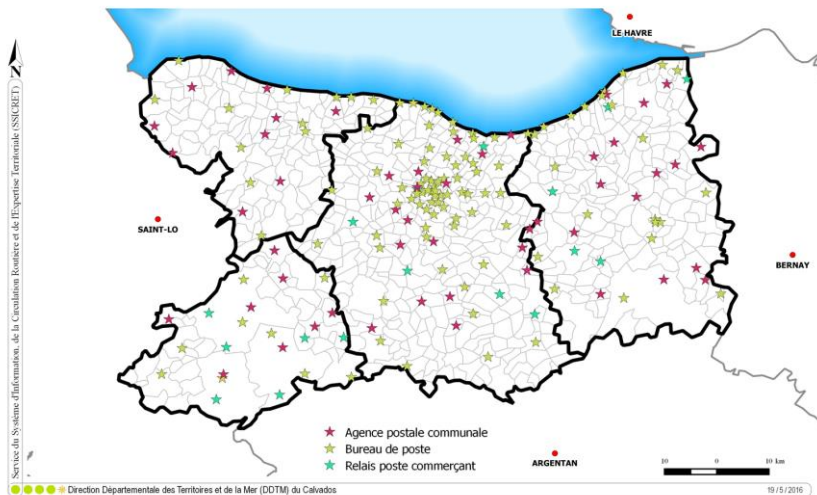 LE HAVRE
N
Service du Système d'Information, de la Circulation Routière et de l'Expertise Territoriale (SSICRET)
SAINT-LO
BERNAY
Agence postale communale
Bureau de poste
Relais poste commerçant
ARGENTAN
10 0 10 km
Direction Départementale des Territoires et de la Mer (DDTM) du Calvados
19/5/2016